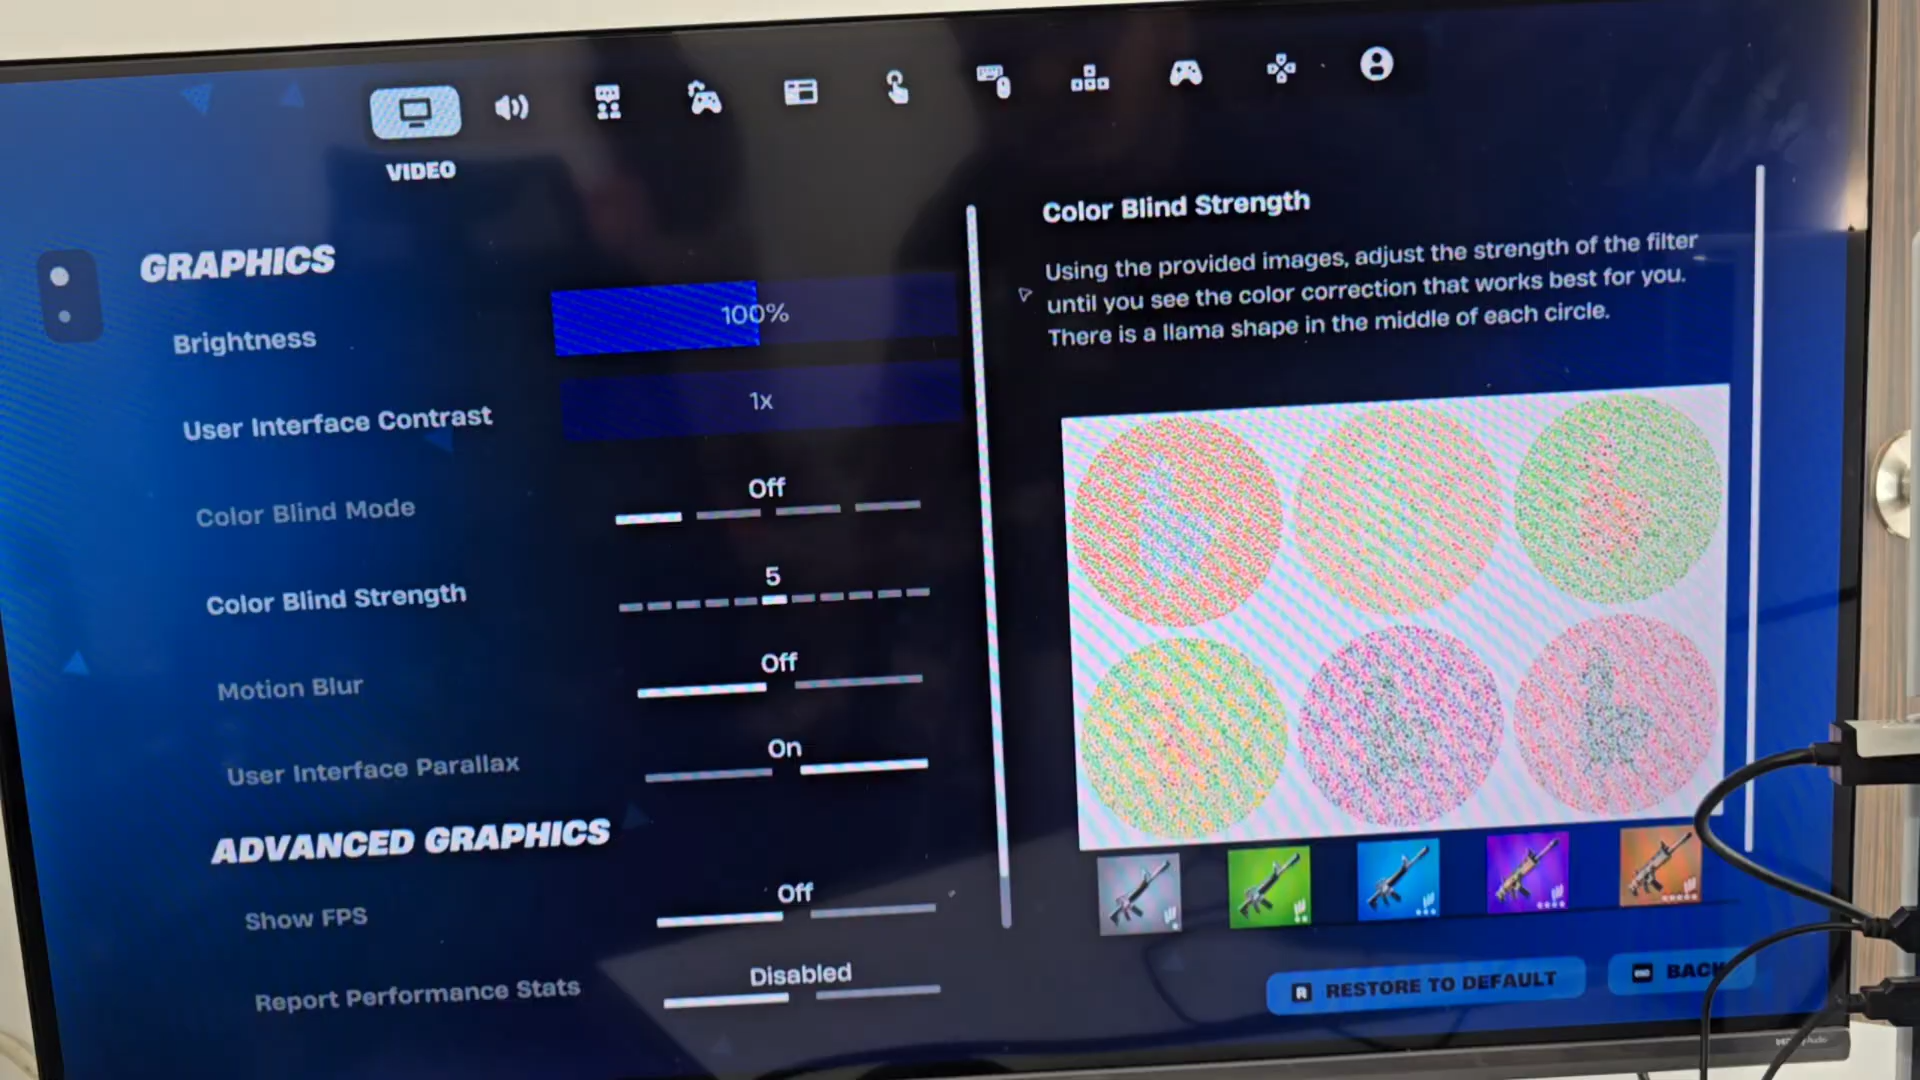 VIDEO
GRAPHICS
Brightness
100%
User Interface Contrast
1x
Color Blind Mode
Off
Color Blind Strength
5
Motion Blur
Off
User Interface Parallax
On
ADVANCED GRAPHICS
Show FPS
Off
Report Performance Stats
Disabled
Color Blind Strength
Using the provided images, adjust the strength of the filter
until you see the color correction that works best for you.
There is a llama shape in the middle of each circle.
R RESTORE TO DEFAULT
BACK
Audio